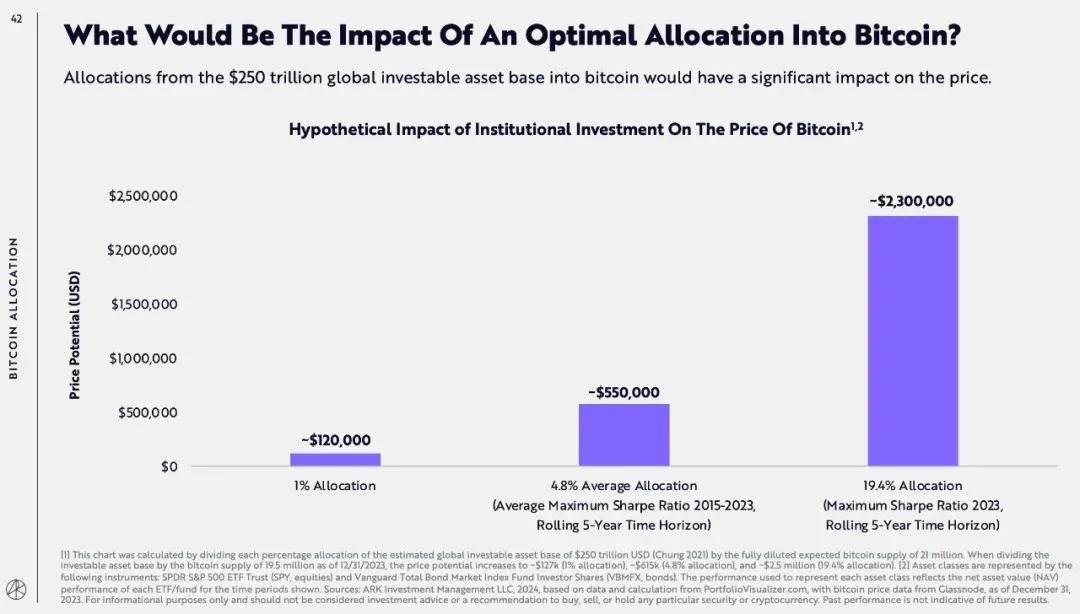 42
What Would Be The Impact Of An Optimal Allocation Into Bitcoin?
Allocations from the $250 trillion global investable asset base into bitcoin would have a significant impact on the price.
Hypothetical Impact of Institutional Investment On The Price Of Bitcoin1,2
BITCOIN ALLOCATION
Price Potential (USD)
$2,500,000
$2,000,000
$1,500,000
$1,000,000
$500,000
$0
~$120,000
~$550,000
~$2,300,000
1% Allocation
4.8% Average Allocation
(Average Maximum Sharpe Ratio 2015-2023,
Rolling 5-Year Time Horizon)
19.4% Allocation
(Maximum Sharpe Ratio 2023,
Rolling 5-Year Time Horizon)
[1] This chart was calculated by dividing each percentage allocation of the estimated global investable asset base of $250 trillion USD (Chung 2021) by the fully diluted expected bitcoin supply of 21 million. When dividing the
investable asset base by the bitcoin supply of 19.5 million as of 12/31/2023, the price potential increases to ~$127k (1% allocation), ~$615k (4.8% allocation), and ~$2.5 million (19.4% allocation). [2] Asset classes are represented by the
following instruments: SPDR S&P 500 ETF Trust (SPY, equities) and Vanguard Total Bond Market Index Fund Investor Shares (VBMFX, bonds). The performance used to represent each asset class reflects the net asset value (NAV)
performance of each ETF/fund for the time periods shown. Sources: ARK Investment Management LLC, 2024, based on data and calculation from PortfolioVisualizer.com, with bitcoin price data from Glassnode, as of December 31,
2023. For informational purposes only and should not be considered investment advice or a recommendation to buy, sell, or hold any particular security or cryptocurrency. Past performance is not indicative of future results.